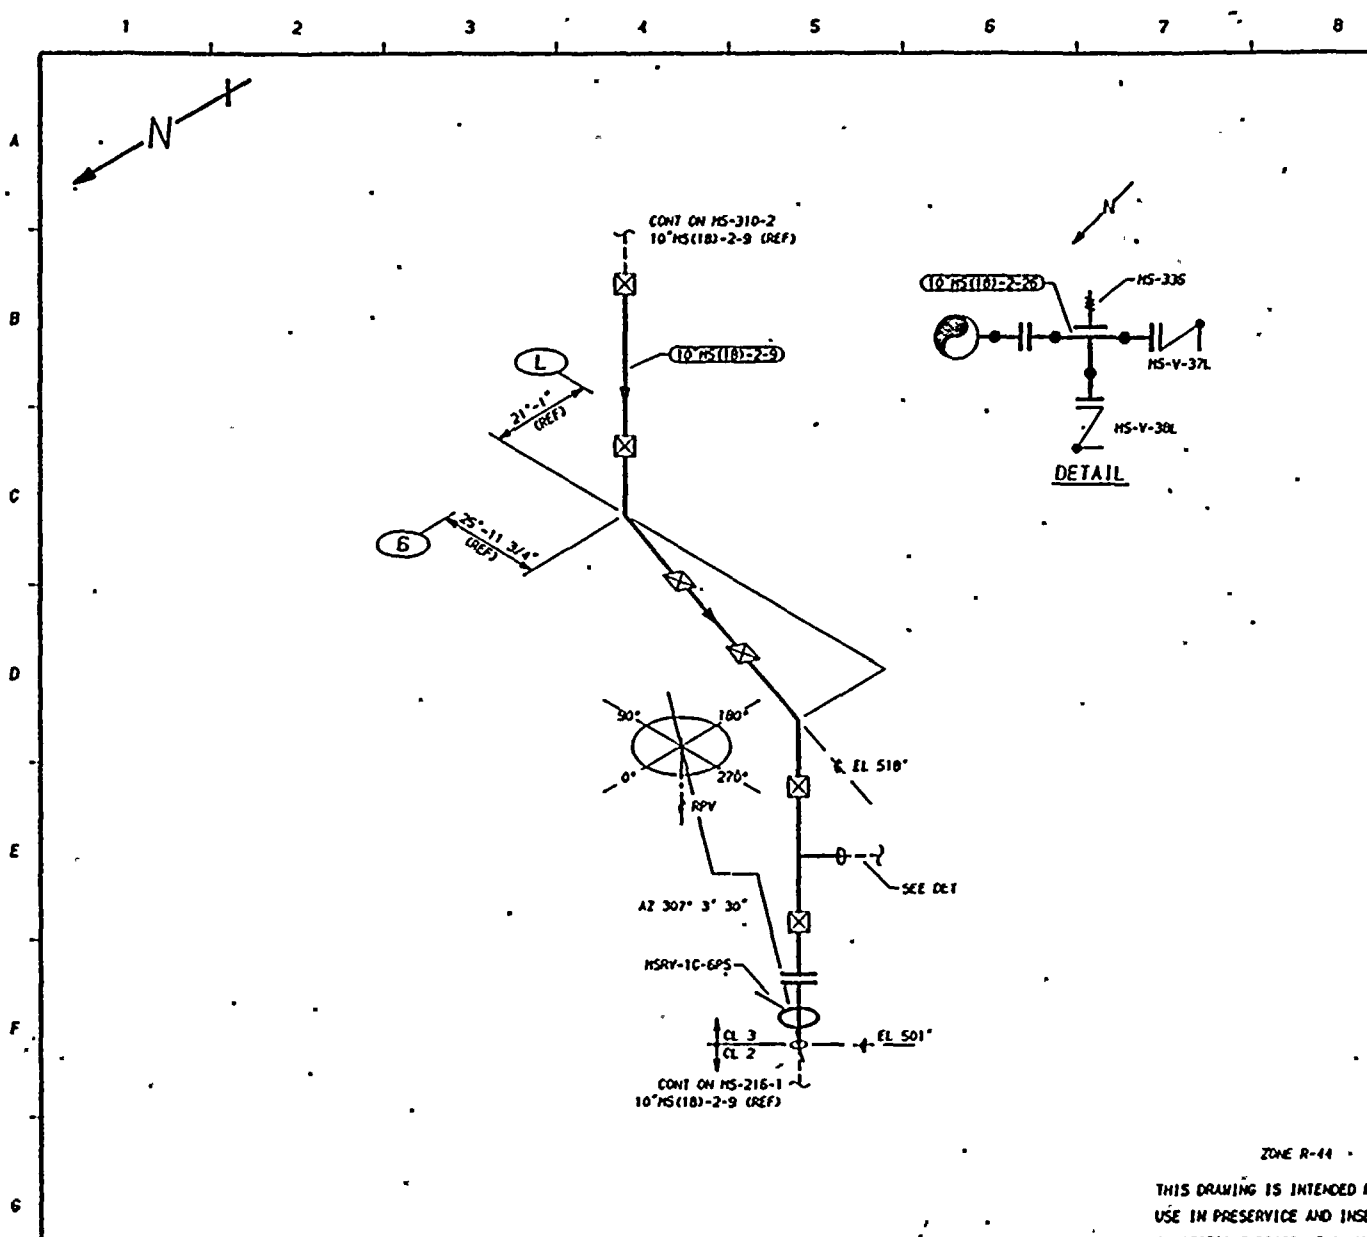 1 2 3 4 5 6 7 8
A
N
CONT ON MS-310-2
10"MS(18)-2-9 (REF)
N
10"MS(18)-2-26
MS-336
B
10"MS(18)-2-9
MS-V-37L
L
21'-1"
(REF)
MS-V-38L
DETAIL
C
25'-11 3/4"
(REF)
6
D
90° 180°
0° 270°
RPV
℄ EL 518'
E
SEE DET
AZ 307° 3' 30"
MSRV-1C-6PS
F
CL 3
CL 2
EL 501'
CONT ON MS-216-1
10"MS(18)-2-9 (REF)
ZONE R-44
G
THIS DRAWING IS INTENDED
USE IN PRESERVICE AND